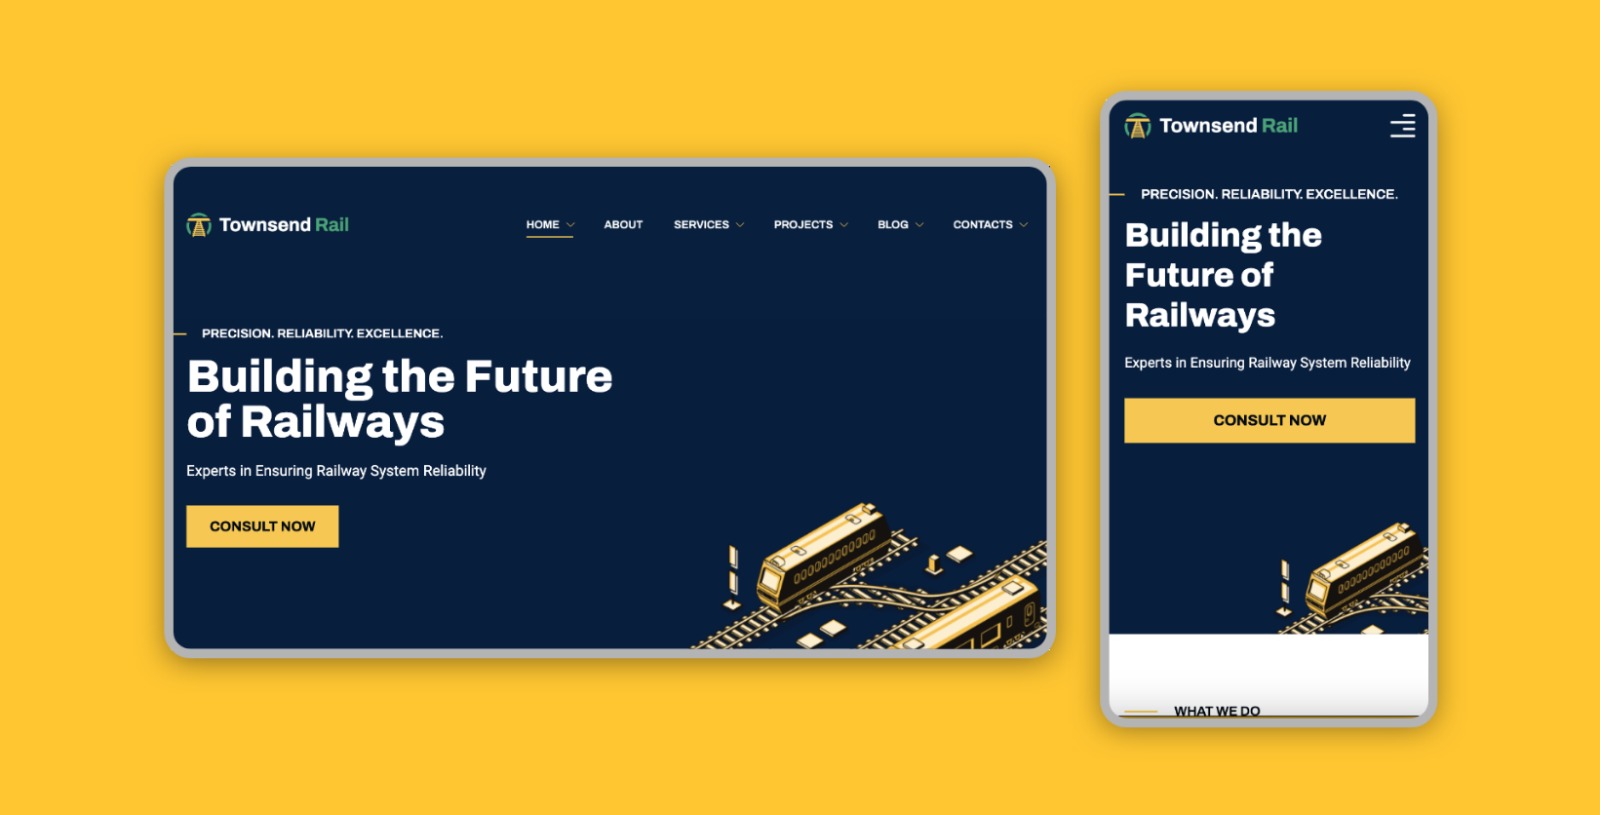 Townsend Rail
HOME ABOUT SERVICES PROJECTS BLOG CONTACTS
PRECISION. RELIABILITY. EXCELLENCE.
Building the Future
of Railways
Experts in Ensuring Railway System Reliability
CONSULT NOW
Townsend Rail
PRECISION. RELIABILITY. EXCELLENCE.
Building the
Future of
Railways
Experts in Ensuring Railway System Reliability
CONSULT NOW
WHAT WE DO